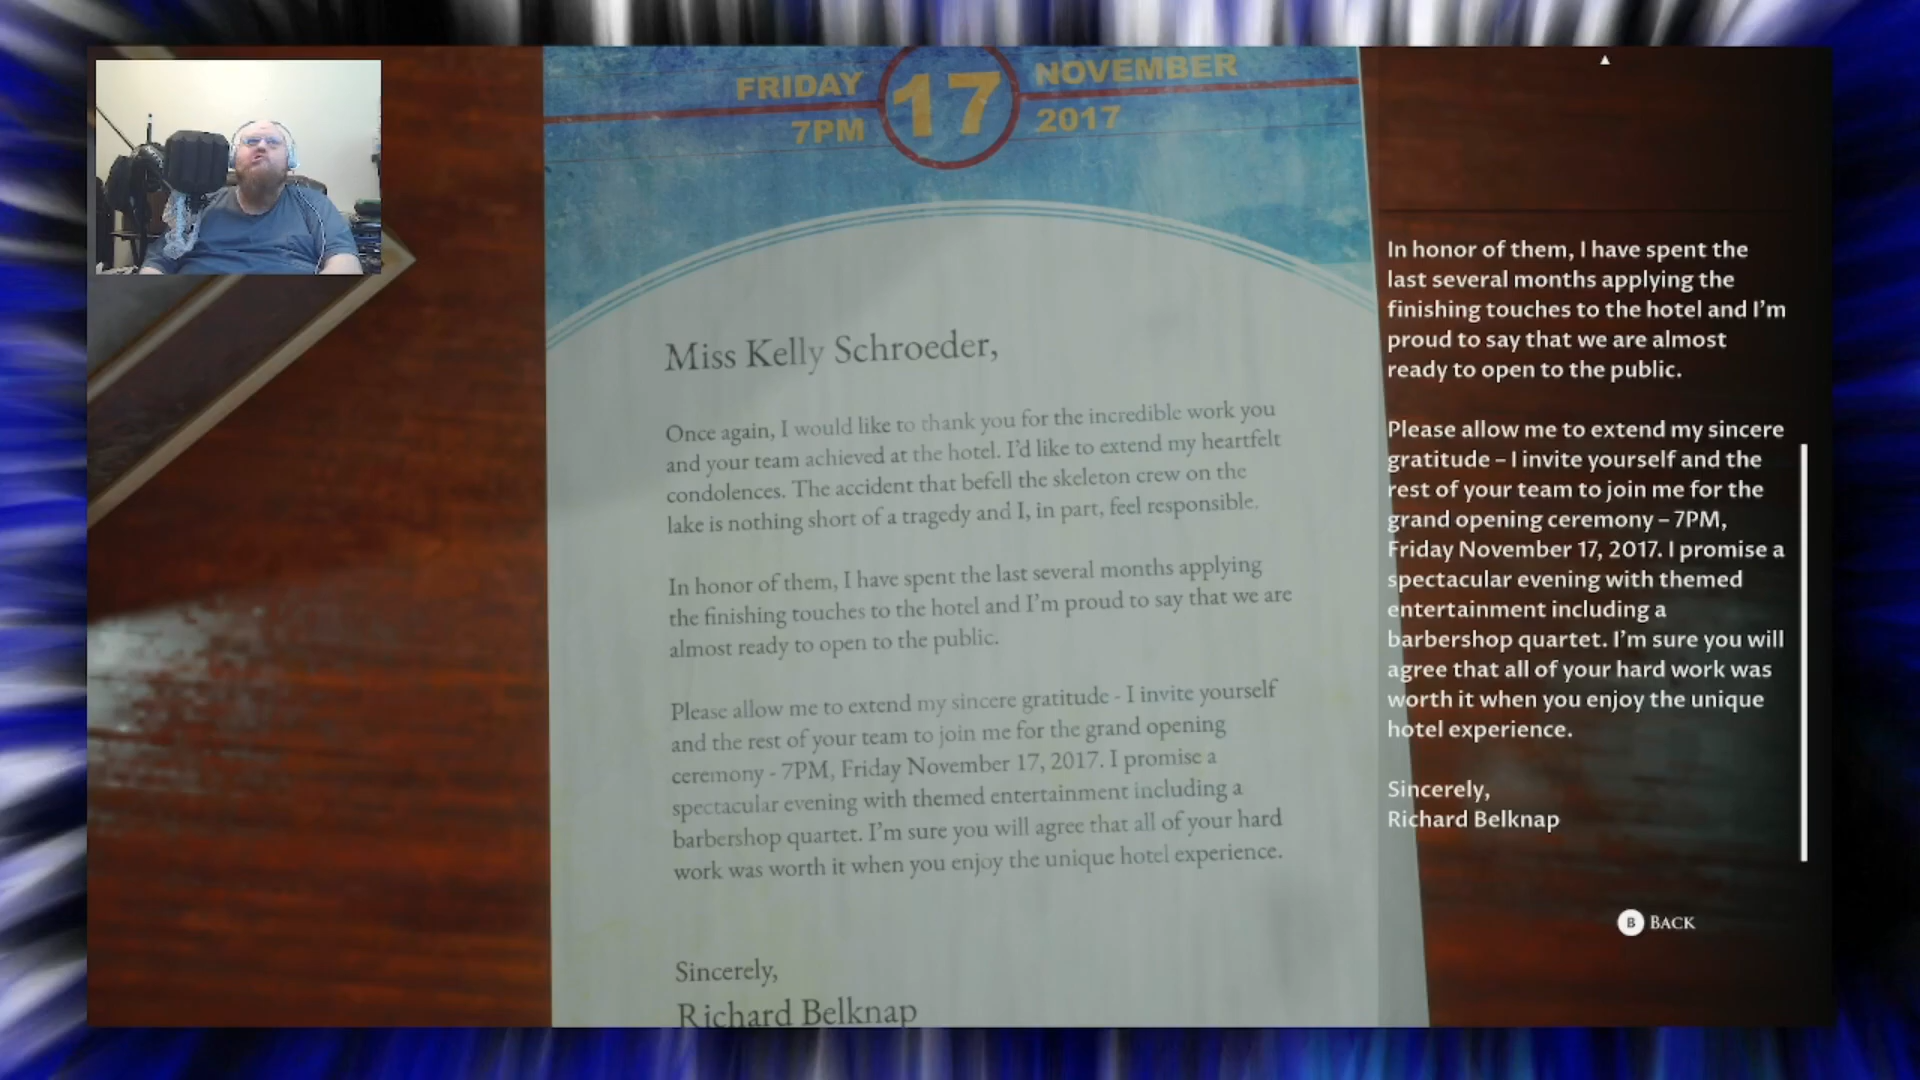 FRIDAY 17 NOVEMBER
7PM 2017
Miss Kelly Schroeder,
Once again, I would like to thank you for the incredible work you
and your team achieved at the hotel. I'd like to extend my heartfelt
condolences. The accident that befell the skeleton crew on the
lake is nothing short of a tragedy and I, in part, feel responsible.
In honor of them, I have spent the last several months applying
the finishing touches to the hotel and I'm proud to say that we are
almost ready to open to the public.
Please allow me to extend my sincere gratitude - I invite yourself
and the rest of your team to join me for the grand opening
ceremony - 7PM, Friday November 17, 2017. I promise a
spectacular evening with themed entertainment including a
barbershop quartet. I'm sure you will agree that all of your hard
work was worth it when you enjoy the unique hotel experience.
Sincerely,
Richard Belknap
In honor of them, I have spent the
last several months applying the
finishing touches to the hotel and I'm
proud to say that we are almost
ready to open to the public.
Please allow me to extend my sincere
gratitude – I invite yourself and the
rest of your team to join me for the
grand opening ceremony – 7PM,
Friday November 17, 2017. I promise a
spectacular evening with themed
entertainment including a
barbershop quartet. I'm sure you will
agree that all of your hard work was
worth it when you enjoy the unique
hotel experience.
Sincerely,
Richard Belknap
B BACK